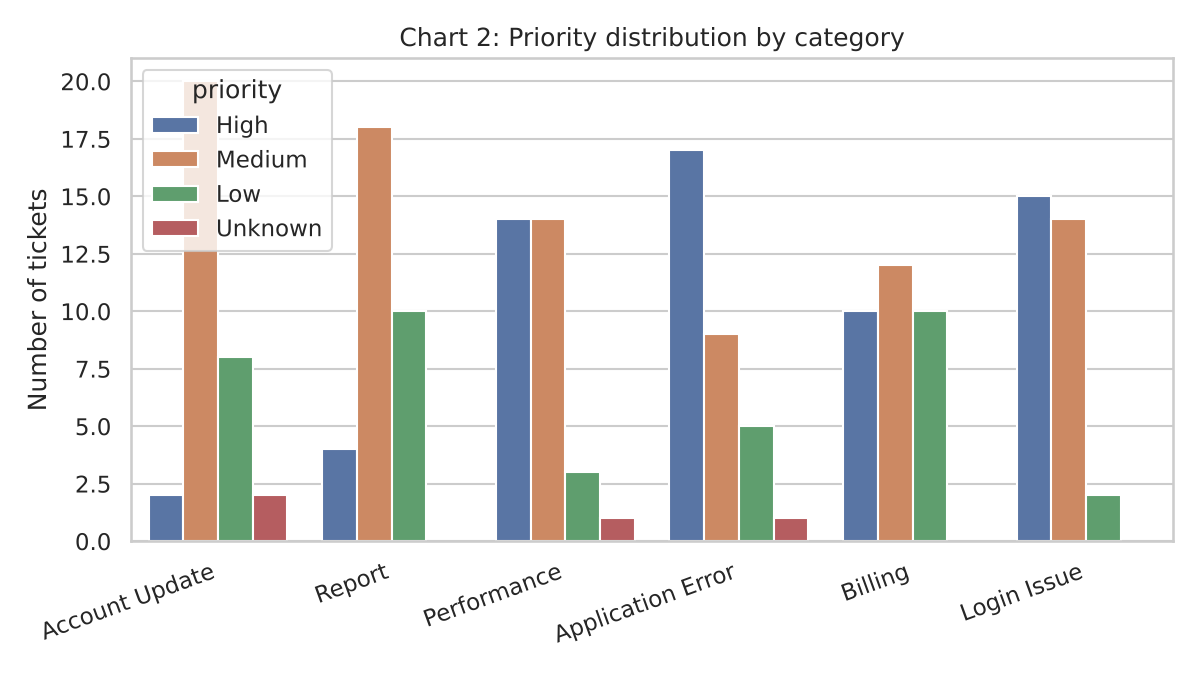 Chart 2: Priority distribution by category
priority
High
Medium
Low
Unknown
Number of tickets
20.0
17.5
15.0
12.5
10.0
7.5
5.0
2.5
0.0
Account Update
Report
Performance
Application Error
Billing
Login Issue